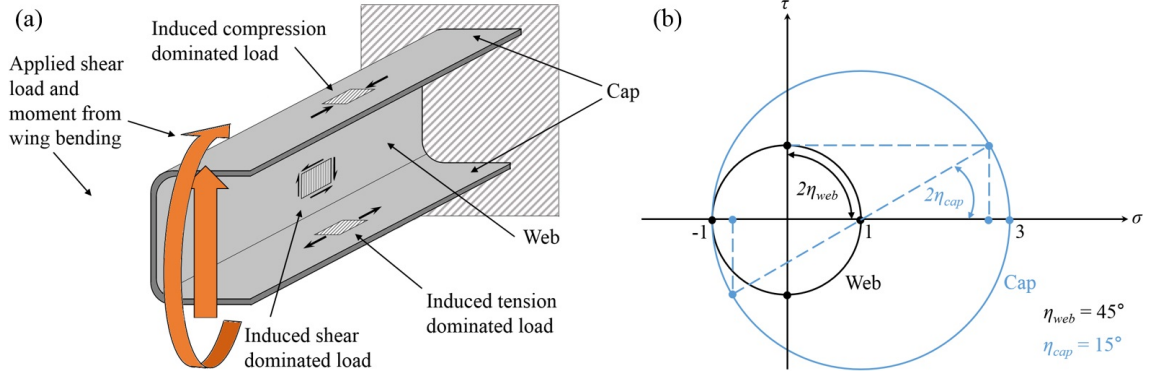 (a)
Induced compression
dominated load
Applied shear
load and
moment from
wing bending
Cap
Web
Induced tension
dominated load
Induced shear
dominated load
(b)
τ
2η_web
2η_cap
σ
-1
1
3
Web
Cap
η_web = 45°
η_cap = 15°